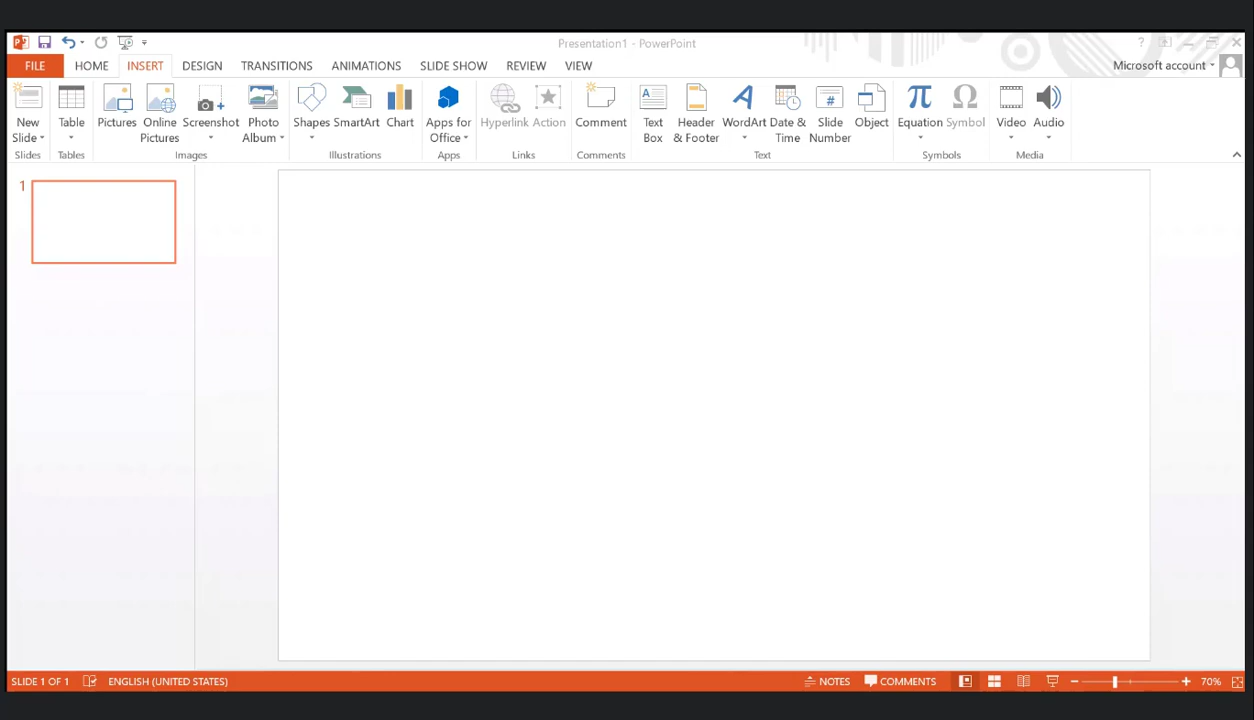 Presentation1 - PowerPoint
?
FILE HOME INSERT DESIGN TRANSITIONS ANIMATIONS SLIDE SHOW REVIEW VIEW Microsoft account
New Slide
Table
Pictures
Online Pictures
Screenshot
Photo Album
Shapes
SmartArt
Chart
Apps for Office
Hyperlink
Action
Comment
Text Box
Header & Footer
WordArt
Date & Time
Slide Number
Object
Equation
Symbol
Video
Audio
Slides Tables Images Illustrations Apps Links Comments Text Symbols Media
1
SLIDE 1 OF 1 ENGLISH (UNITED STATES) NOTES COMMENTS 70%